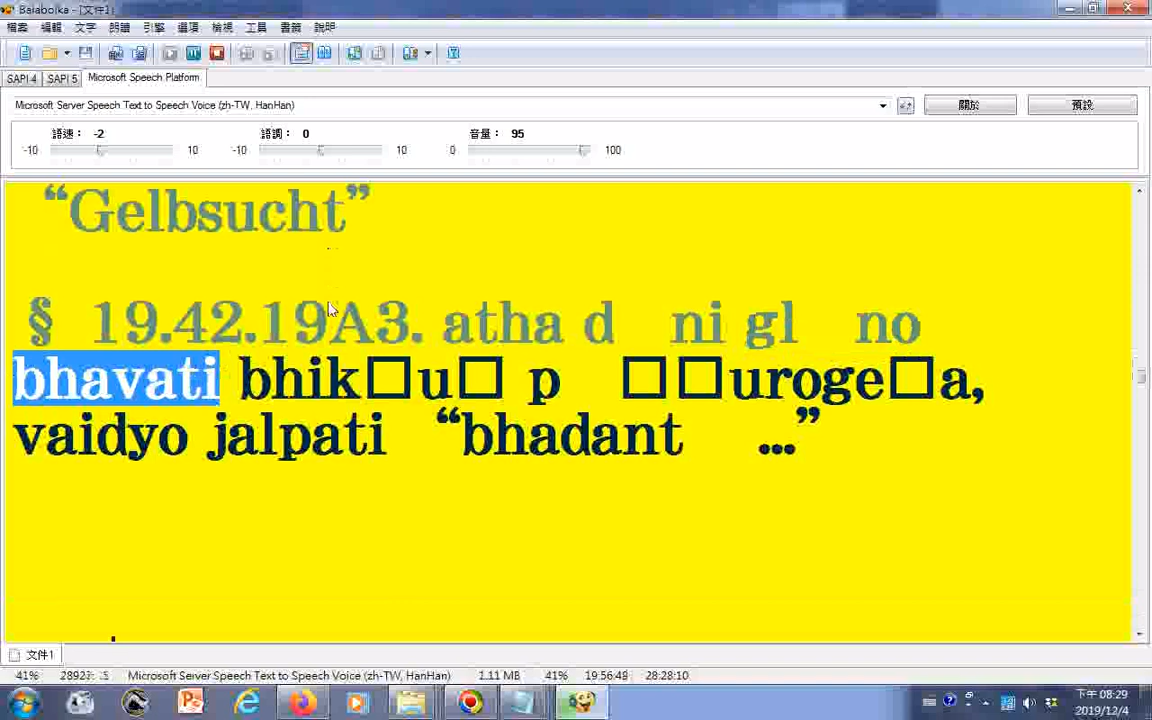 Balabolka - [文件1]
檔案 編輯 文字 朗讀 引擎 選項 檢視 工具 書籤 說明
SAPI 4 SAPI 5 Microsoft Speech Platform
Microsoft Server Speech Text to Speech Voice (zh-TW, HanHan) 關於 預設
語速： -2 語調： 0 音量： 95
-10 10 -10 10 0 100
“Gelbsucht”
§ 19.42.19A3. atha d ni gl no
bhavati bhik□u□ p □□uroge□a,
vaidyo jalpati “bhadant ...”
文件1
41% Microsoft Server Speech Text to Speech Voice (zh-TW, HanHan) 1.11 MB 41% 19:56:48 28:28:10
下午 08:29
2019/12/4